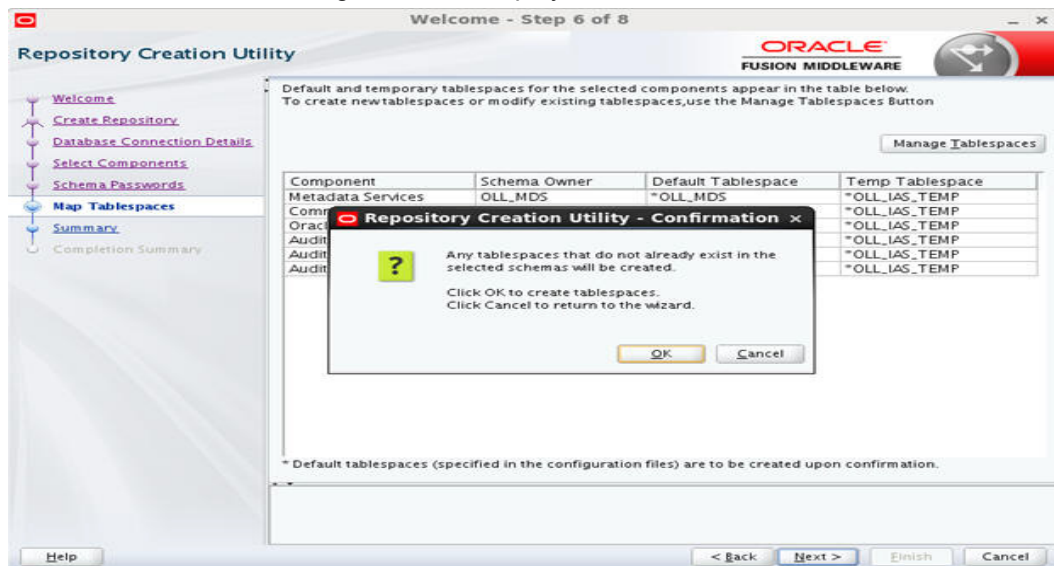 Welcome - Step 6 of 8
Repository Creation Utility
ORACLE
FUSION MIDDLEWARE
Welcome
Create Repository
Database Connection Details
Select Components
Schema Passwords
Map Tablespaces
Summary
Completion Summary
Default and temporary tablespaces for the selected components appear in the table below.
To create new tablespaces or modify existing tablespaces,use the Manage Tablespaces Button
Manage Tablespaces
Component Schema Owner Default Tablespace Temp Tablespace
Metadata Services OLL_MDS *OLL_MDS *OLL_IAS_TEMP
Comm *OLL_IAS_TEMP
Oracl *OLL_IAS_TEMP
Audit *OLL_IAS_TEMP
Audit *OLL_IAS_TEMP
Audit *OLL_IAS_TEMP
Repository Creation Utility - Confirmation
Any tablespaces that do not already exist in the
selected schemas will be created.
Click OK to create tablespaces.
Click Cancel to return to the wizard.
OK Cancel
* Default tablespaces (specified in the configuration files) are to be created upon confirmation.
Help < Back Next > Finish Cancel